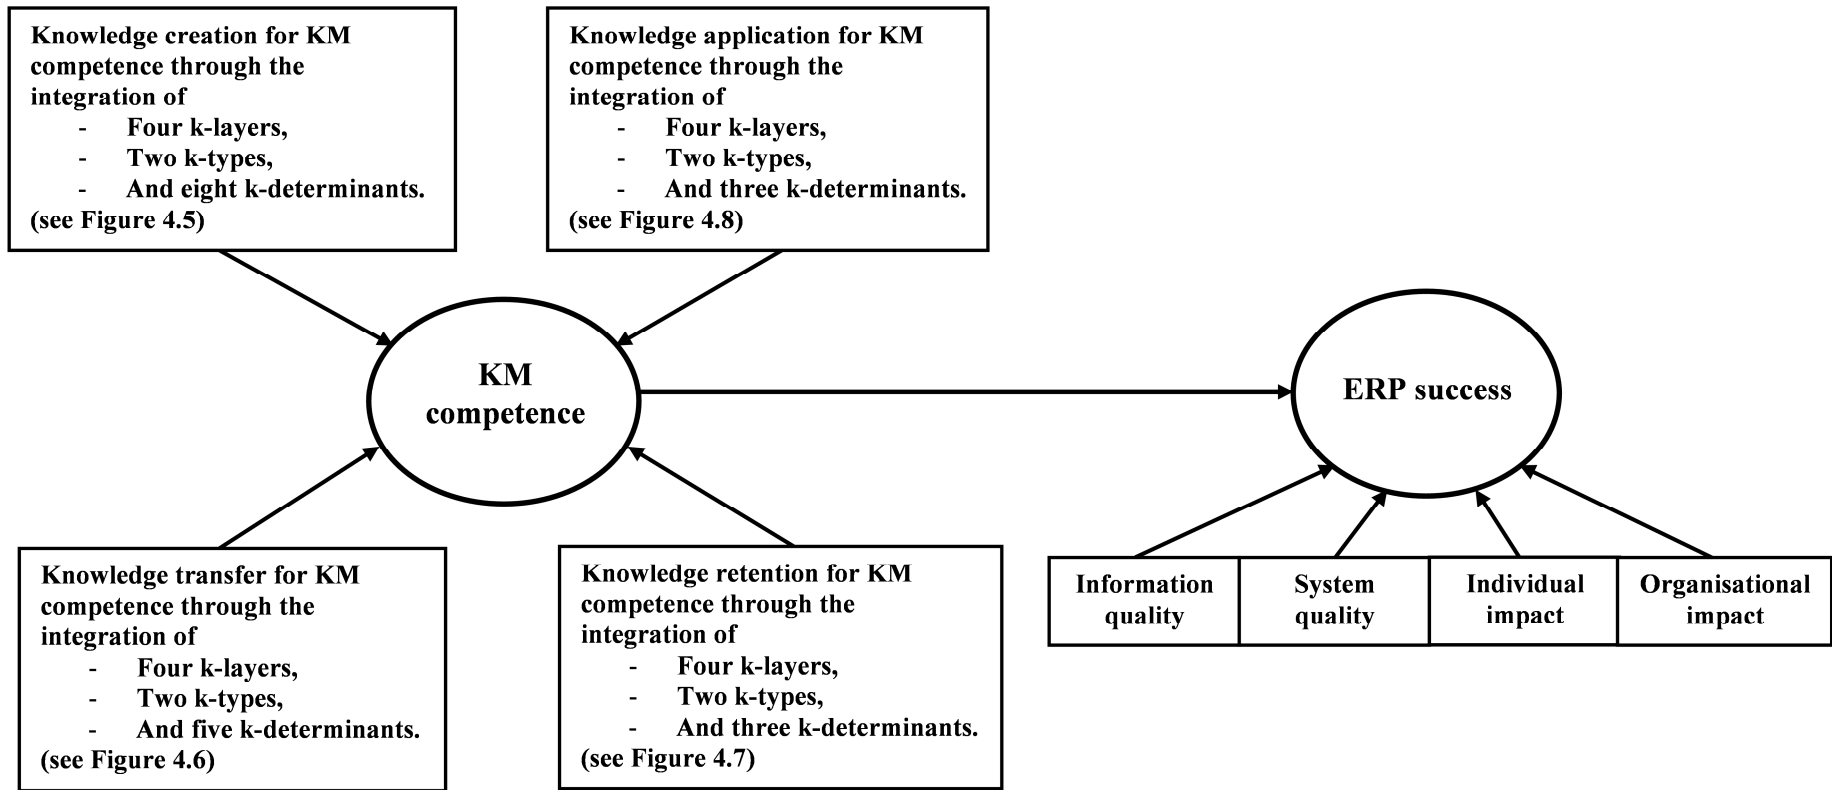 Knowledge creation for KM
competence through the
integration of
- Four k-layers,
- Two k-types,
- And eight k-determinants.
(see Figure 4.5)
Knowledge application for KM
competence through the
integration of
- Four k-layers,
- Two k-types,
- And three k-determinants.
(see Figure 4.8)
KM
competence
ERP success
Knowledge transfer for KM
competence through the
integration of
- Four k-layers,
- Two k-types,
- And five k-determinants.
(see Figure 4.6)
Knowledge retention for KM
competence through the
integration of
- Four k-layers,
- Two k-types,
- And three k-determinants.
(see Figure 4.7)
Information
quality
System
quality
Individual
impact
Organisational
impact